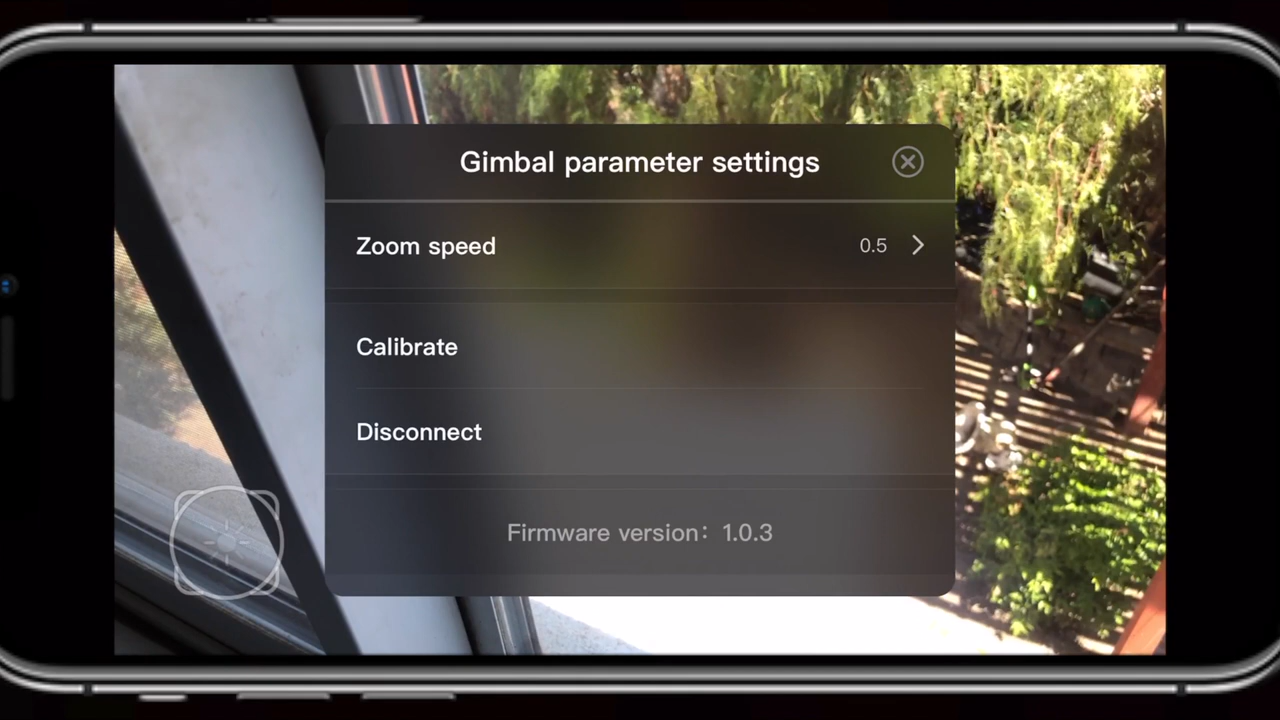 Gimbal parameter settings
Zoom speed 0.5
Calibrate
Disconnect
Firmware version：1.0.3